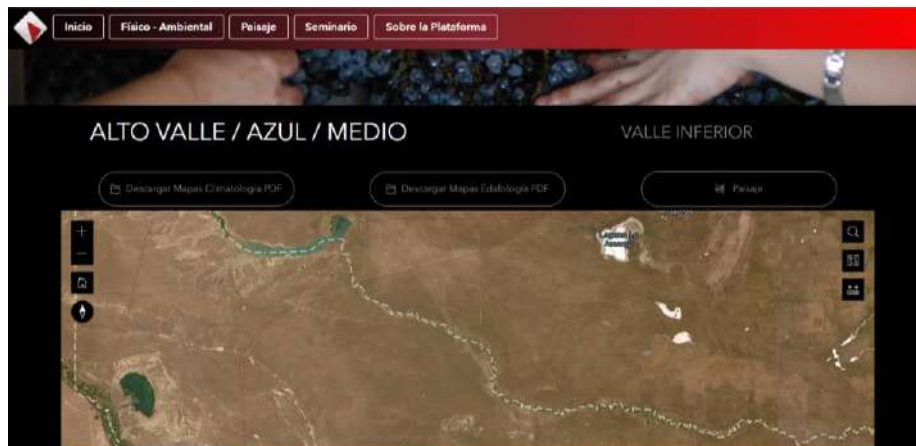 Inicio
Físico - Ambiental
Paisaje
Seminario
Sobre la Plataforma
ALTO VALLE / AZUL / MEDIO
VALLE INFERIOR
Descargar Mapas Climatología PDF
Descargar Mapas Edafología PDF
Paisaje
Laguna